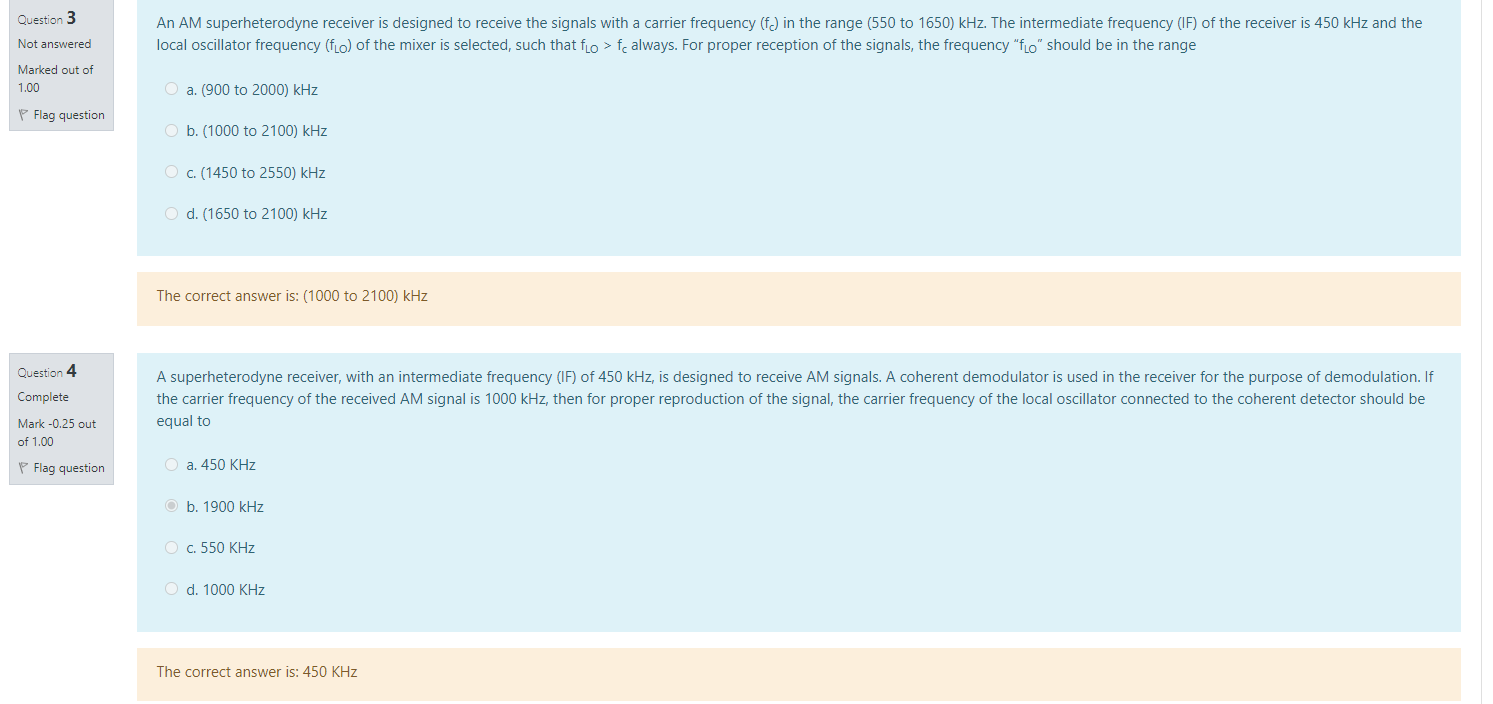 Question 3
Not answered
Marked out of
1.00
Flag question
An AM superheterodyne receiver is designed to receive the signals with a carrier frequency (fc) in the range (550 to 1650) kHz. The intermediate frequency (IF) of the receiver is 450 kHz and the
local oscillator frequency (fLO) of the mixer is selected, such that fLO > fc always. For proper reception of the signals, the frequency "fLO" should be in the range
a. (900 to 2000) kHz
b. (1000 to 2100) kHz
c. (1450 to 2550) kHz
d. (1650 to 2100) kHz
The correct answer is: (1000 to 2100) kHz
Question 4
Complete
Mark -0.25 out
of 1.00
Flag question
A superheterodyne receiver, with an intermediate frequency (IF) of 450 kHz, is designed to receive AM signals. A coherent demodulator is used in the receiver for the purpose of demodulation. If
the carrier frequency of the received AM signal is 1000 kHz, then for proper reproduction of the signal, the carrier frequency of the local oscillator connected to the coherent detector should be
equal to
a. 450 KHz
b. 1900 kHz
c. 550 KHz
d. 1000 KHz
The correct answer is: 450 KHz